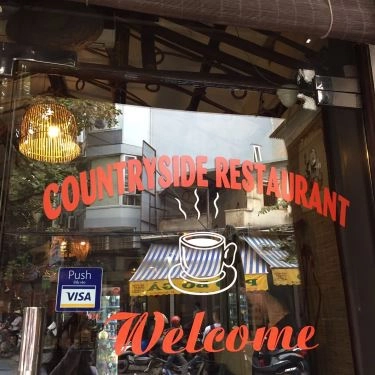 COUNTRYSIDE RESTAURANT
Push
VISA
Welcome